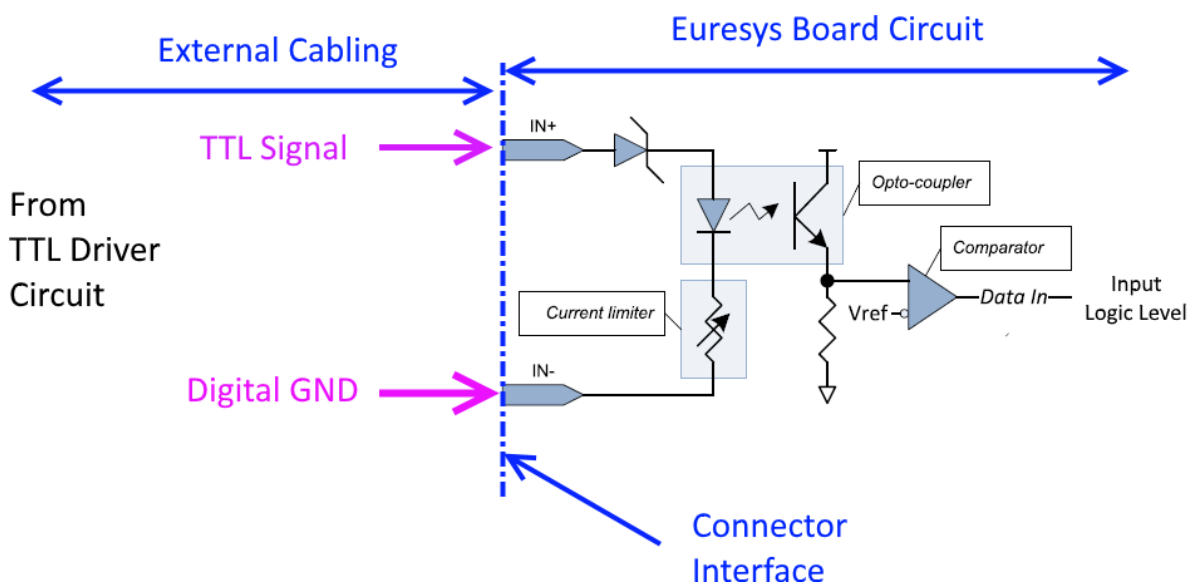 External Cabling
Euresys Board Circuit
IN+
TTL Signal
Opto-coupler
From
TTL Driver
Circuit
Comparator
Current limiter
Vref
Data In
Input
Logic Level
IN-
Digital GND
Connector
Interface